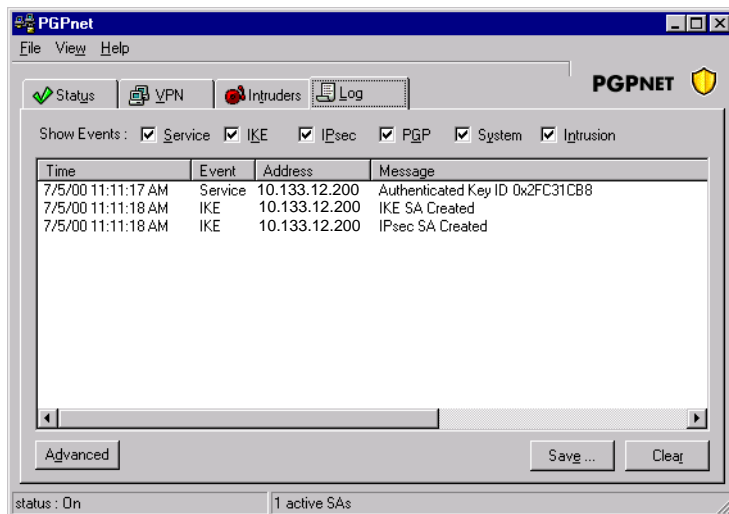 PGPnet
File View Help
PGPNET
Status VPN Intruders Log
Show Events : Service IKE IPsec PGP System Intrusion
Time Event Address Message
7/5/00 11:11:17 AM Service 10.133.12.200 Authenticated Key ID 0x2FC31CB8
7/5/00 11:11:18 AM IKE 10.133.12.200 IKE SA Created
7/5/00 11:11:18 AM IKE 10.133.12.200 IPsec SA Created
Advanced Save ... Clear
status : On 1 active SAs